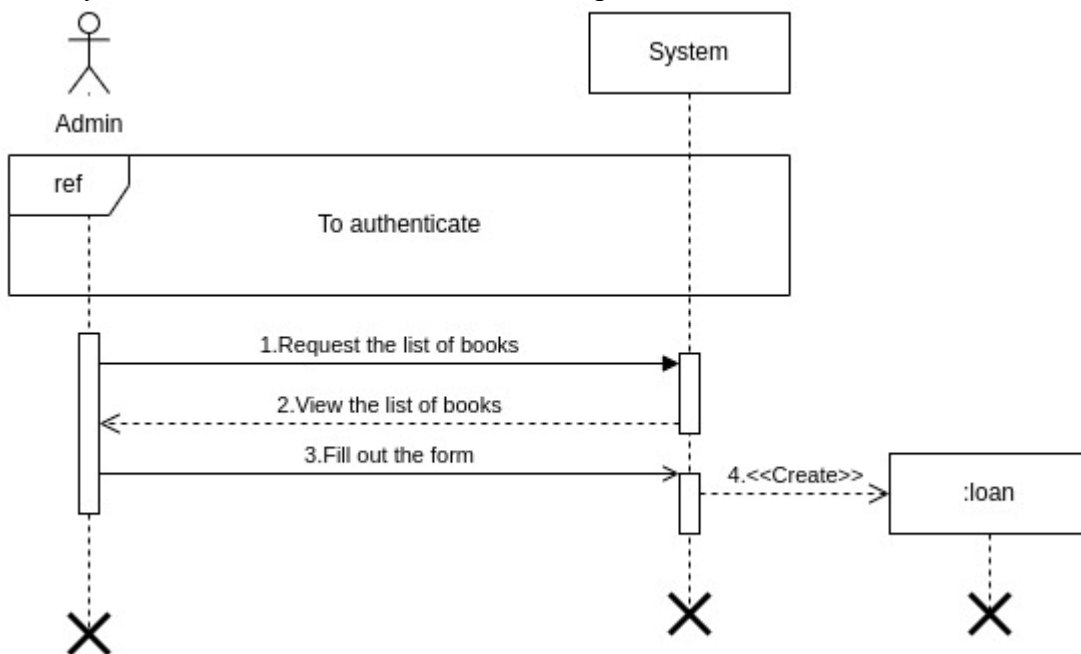 System
Admin
ref
To authenticate
1.Request the list of books
2.View the list of books
3.Fill out the form
4.<<Create>>
:loan